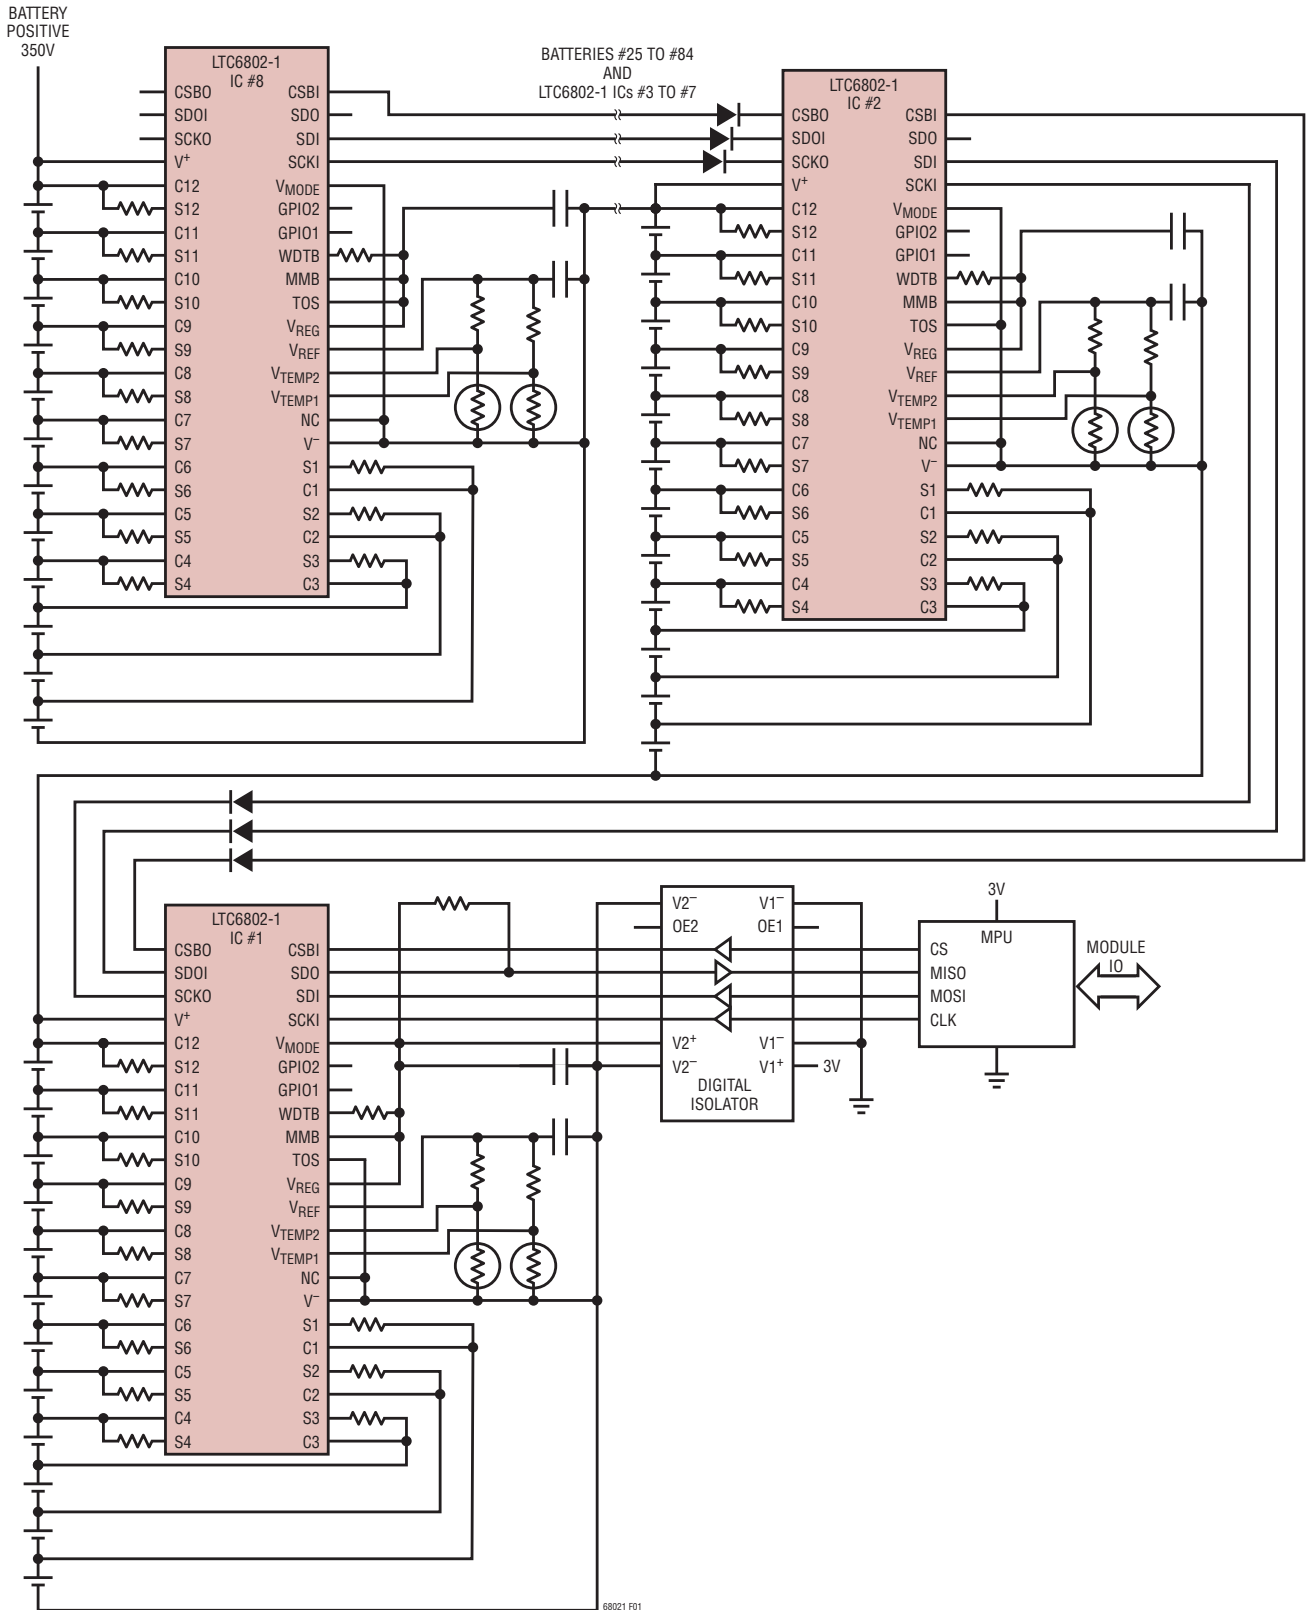 BATTERY
POSITIVE
350V
LTC6802-1
IC #8
CSBO
SDOI
SCKO
V+
C12
S12
C11
S11
C10
S10
C9
S9
C8
S8
C7
S7
C6
S6
C5
S5
C4
S4
CSBI
SDO
SDI
SCKI
VMODE
GPIO2
GPIO1
WDTB
MMB
TOS
VREG
VREF
VTEMP2
VTEMP1
NC
V−
S1
C1
S2
C2
S3
C3
BATTERIES #25 TO #84
AND
LTC6802-1 ICs #3 TO #7
LTC6802-1
IC #2
CSBO
SDOI
SCKO
V+
C12
S12
C11
S11
C10
S10
C9
S9
C8
S8
C7
S7
C6
S6
C5
S5
C4
S4
CSBI
SDO
SDI
SCKI
VMODE
GPIO2
GPIO1
WDTB
MMB
TOS
VREG
VREF
VTEMP2
VTEMP1
NC
V−
S1
C1
S2
C2
S3
C3
LTC6802-1
IC #1
CSBO
SDOI
SCKO
V+
C12
S12
C11
S11
C10
S10
C9
S9
C8
S8
C7
S7
C6
S6
C5
S5
C4
S4
CSBI
SDO
SDI
SCKI
VMODE
GPIO2
GPIO1
WDTB
MMB
TOS
VREG
VREF
VTEMP2
VTEMP1
NC
V−
S1
C1
S2
C2
S3
C3
V2−
OE2
V2+
V2−
V1−
OE1
V1−
V1+
3V
DIGITAL
ISOLATOR
3V
MPU
CS
MISO
MOSI
CLK
MODULE
IO
68021 F01